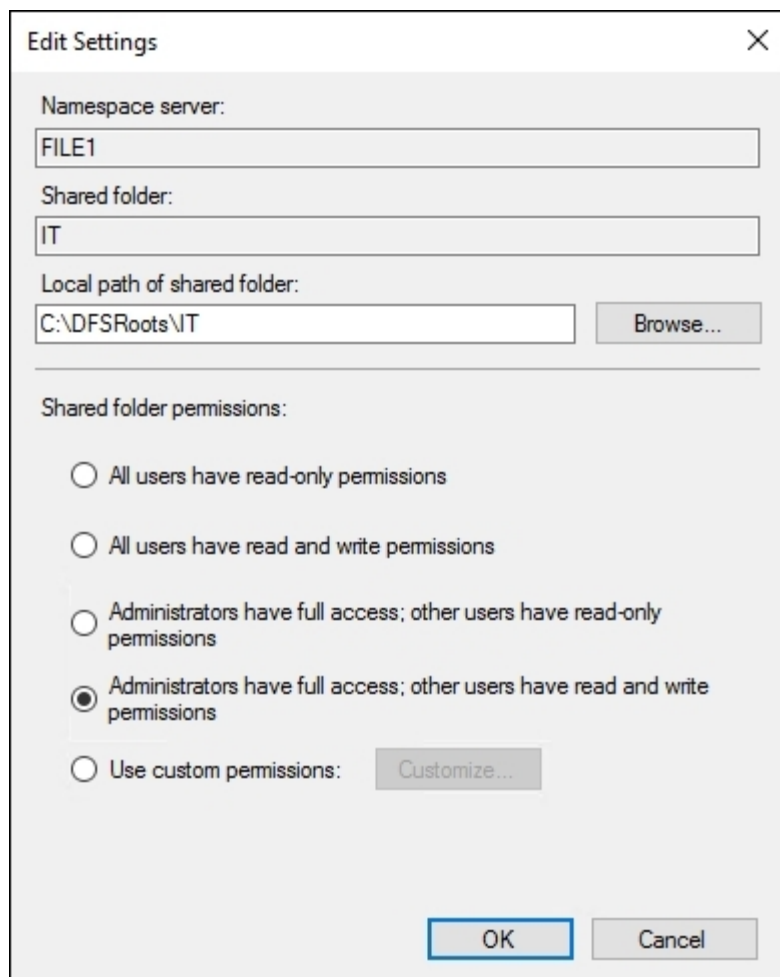 Edit Settings
Namespace server:
FILE1
Shared folder:
IT
Local path of shared folder:
C:\DFSRoots\IT
Browse...
Shared folder permissions:
All users have read-only permissions
All users have read and write permissions
Administrators have full access; other users have read-only
permissions
Administrators have full access; other users have read and write
permissions
Use custom permissions:
Customize...
OK
Cancel